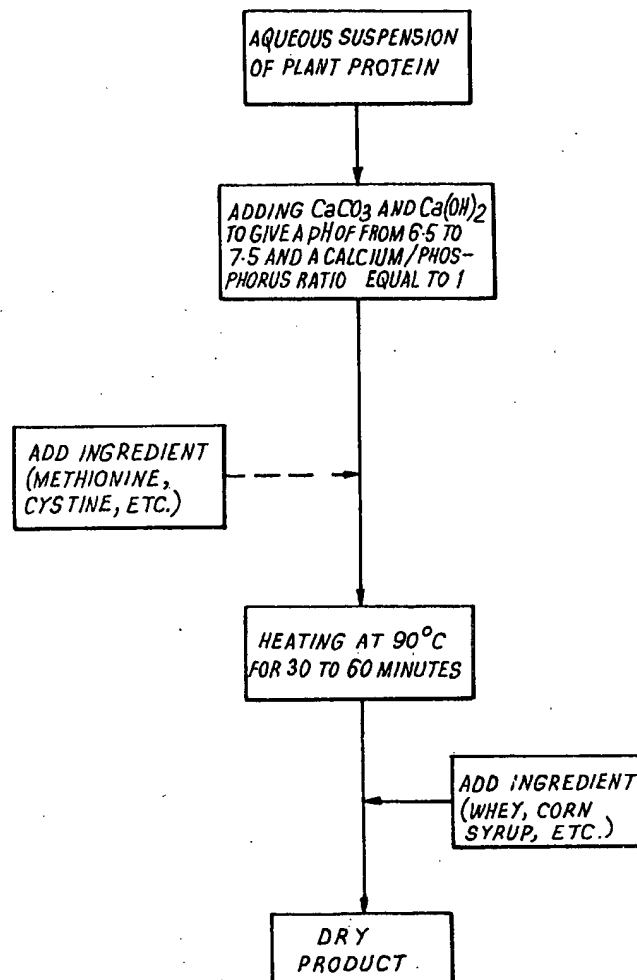 AQUEOUS SUSPENSION
OF PLANT PROTEIN
ADDING CaCO3 AND Ca(OH)2
TO GIVE A pH OF FROM 6.5 TO
7.5 AND A CALCIUM/PHOS-
PHORUS RATIO EQUAL TO 1
ADD INGREDIENT
(METHIONINE,
CYSTINE, ETC.)
HEATING AT 90°C
FOR 30 TO 60 MINUTES
ADD INGREDIENT
(WHEY, CORN
SYRUP, ETC.)
DRY
PRODUCT